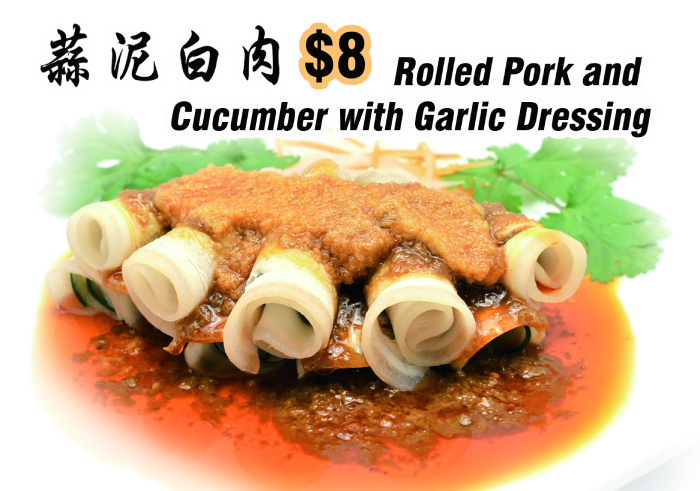 蒜泥白肉 $8 Rolled Pork and
Cucumber with Garlic Dressing